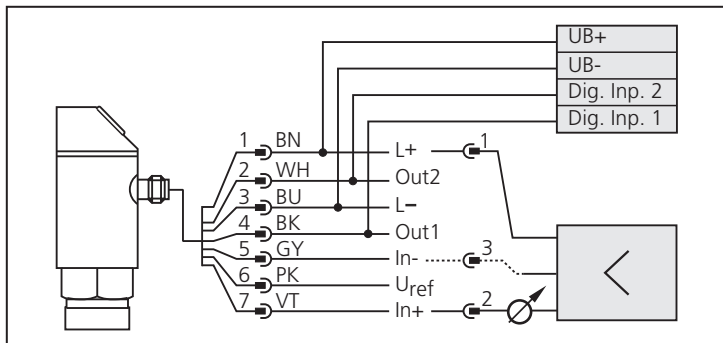 UB+
UB-
Dig. Inp. 2
Dig. Inp. 1
1 BN L+ 1
2 WH Out2
3 BU L−
4 BK Out1
5 GY In- 3
6 PK Uref
7 VT In+ 2
<